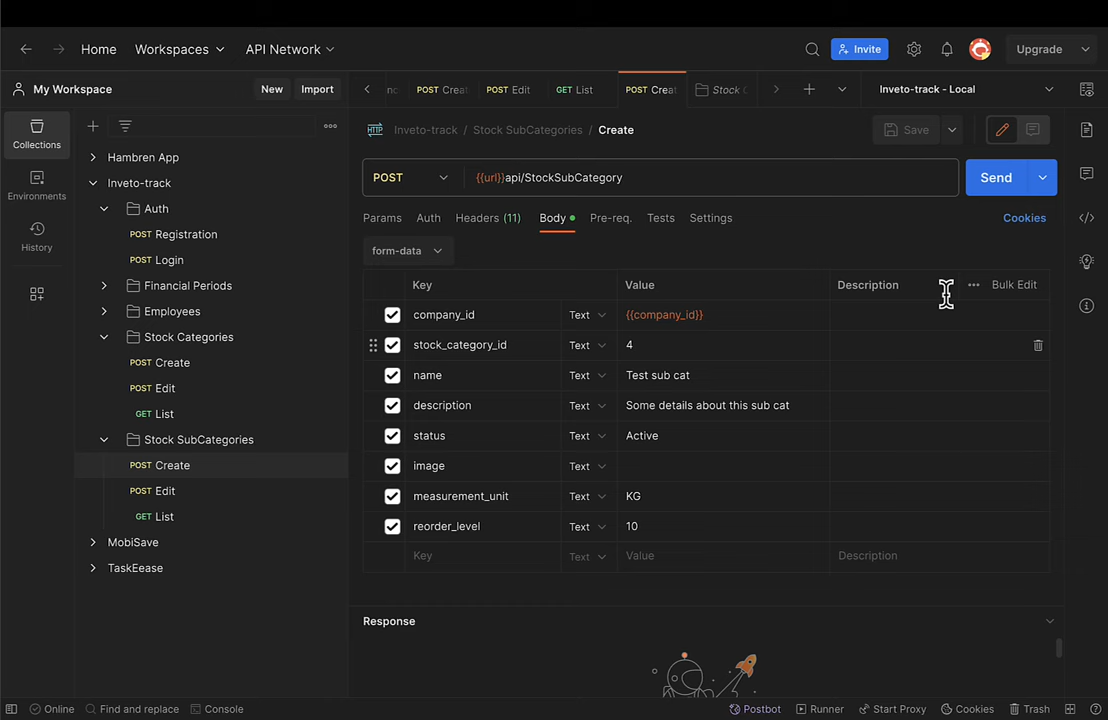 Home Workspaces API Network Invite Upgrade
My Workspace New Import POST Crea POST Edit GET List POST Crea Stock C Inveto-track - Local
Collections
Environments
History
Hambren App
Inveto-track
Auth
POST Registration
POST Login
Financial Periods
Employees
Stock Categories
POST Create
POST Edit
GET List
Stock SubCategories
POST Create
POST Edit
GET List
MobiSave
TaskEease
HTTP Inveto-track / Stock SubCategories / Create Save
POST {{url}}api/StockSubCategory Send
Params Auth Headers (11) Body Pre-req. Tests Settings Cookies
form-data
Key Value Description Bulk Edit
company_id Text {{company_id}}
stock_category_id Text 4
name Text Test sub cat
description Text Some details about this sub cat
status Text Active
image Text
measurement_unit Text KG
reorder_level Text 10
Key Text Value Description
Response
Online Find and replace Console Postbot Runner Start Proxy Cookies Trash